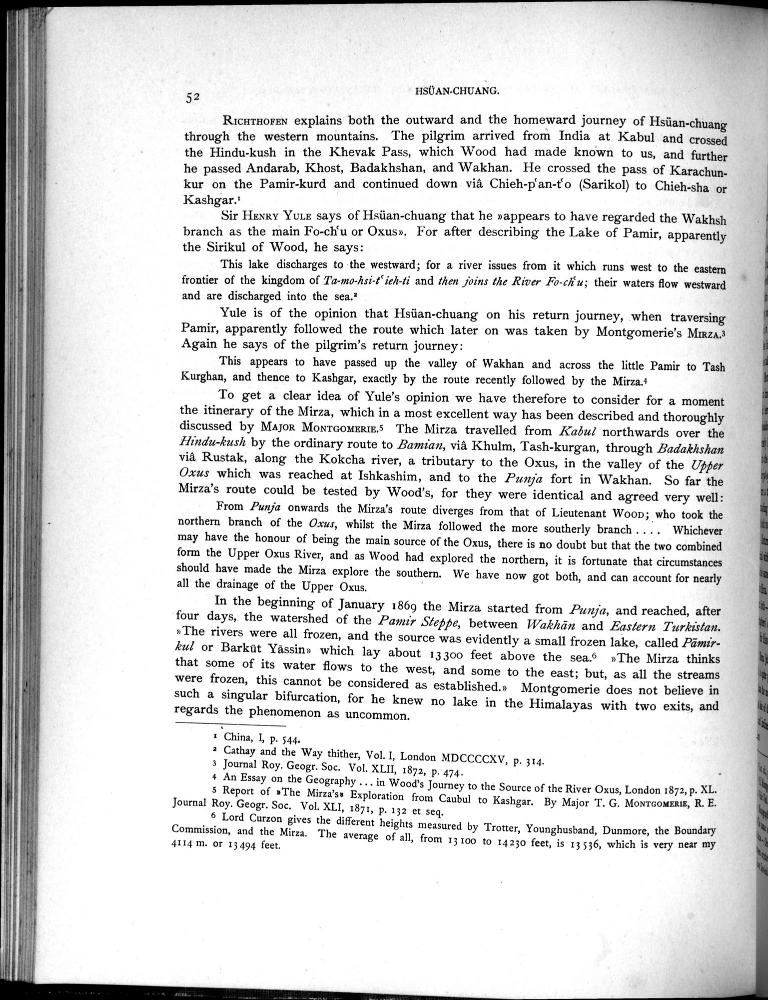 52
HSÜAN-CHUANG.
RICHTHOFEN explains both the outward and the homeward journey of Hsüan-chuang
through the western mountains. The pilgrim arrived from India at Kabul and crossed
the Hindu-kush in the Khevak Pass, which Wood had made known to us, and further
he passed Andarab, Khost, Badakhshan, and Wakhan. He crossed the pass of Karachun-
kur on the Pamir-kurd and continued down viâ Chieh-pʻan-tʻo (Sarikol) to Chieh-sha or
Kashgar.¹
Sir HENRY YULE says of Hsüan-chuang that he »appears to have regarded the Wakhsh
branch as the main Fo-chʻu or Oxus». For after describing the Lake of Pamir, apparently
the Sirikul of Wood, he says:
This lake discharges to the westward; for a river issues from it which runs west to the eastern
frontier of the kingdom of Ta-mo-hsi-tʻieh-ti and then joins the River Fo-chʻu; their waters flow westward
and are discharged into the sea.²
Yule is of the opinion that Hsüan-chuang on his return journey, when traversing
Pamir, apparently followed the route which later on was taken by Montgomerie's MIRZA.³
Again he says of the pilgrim's return journey:
This appears to have passed up the valley of Wakhan and across the little Pamir to Tash
Kurghan, and thence to Kashgar, exactly by the route recently followed by the Mirza.⁴
To get a clear idea of Yule's opinion we have therefore to consider for a moment
the itinerary of the Mirza, which in a most excellent way has been described and thoroughly
discussed by MAJOR MONTGOMERIE.⁵ The Mirza travelled from Kabul northwards over the
Hindu-kush by the ordinary route to Bamian, viâ Khulm, Tash-kurgan, through Badakhshan
viâ Rustak, along the Kokcha river, a tributary to the Oxus, in the valley of the Upper
Oxus which was reached at Ishkashim, and to the Punja fort in Wakhan. So far the
Mirza's route could be tested by Wood's, for they were identical and agreed very well:
From Punja onwards the Mirza's route diverges from that of Lieutenant WOOD; who took the
northern branch of the Oxus, whilst the Mirza followed the more southerly branch .... Whichever
may have the honour of being the main source of the Oxus, there is no doubt but that the two combined
form the Upper Oxus River, and as Wood had explored the northern, it is fortunate that circumstances
should have made the Mirza explore the southern. We have now got both, and can account for nearly
all the drainage of the Upper Oxus.
In the beginning of January 1869 the Mirza started from Punja, and reached, after
four days, the watershed of the Pamir Steppe, between Wakhān and Eastern Turkistan.
»The rivers were all frozen, and the source was evidently a small frozen lake, called Pāmir-
kul or Barkūt Yāssin» which lay about 13300 feet above the sea.⁶ »The Mirza thinks
that some of its water flows to the west, and some to the east; but, as all the streams
were frozen, this cannot be considered as established.» Montgomerie does not believe in
such a singular bifurcation, for he knew no lake in the Himalayas with two exits, and
regards the phenomenon as uncommon.
¹ China, I, p. 544.
² Cathay and the Way thither, Vol. I, London MDCCCCXV, p. 314.
³ Journal Roy. Geogr. Soc. Vol. XLII, 1872, p. 474.
⁴ An Essay on the Geography ... in Wood's Journey to the Source of the River Oxus, London 1872, p. XL.
⁵ Report of »The Mirza's» Exploration from Caubul to Kashgar. By Major T. G. MONTGOMERIE, R. E.
Journal Roy. Geogr. Soc. Vol. XLI, 1871, p. 132 et seq.
⁶ Lord Curzon gives the different heights measured by Trotter, Younghusband, Dunmore, the Boundary
Commission, and the Mirza. The average of all, from 13100 to 14230 feet, is 13536, which is very near my
4114 m. or 13494 feet.